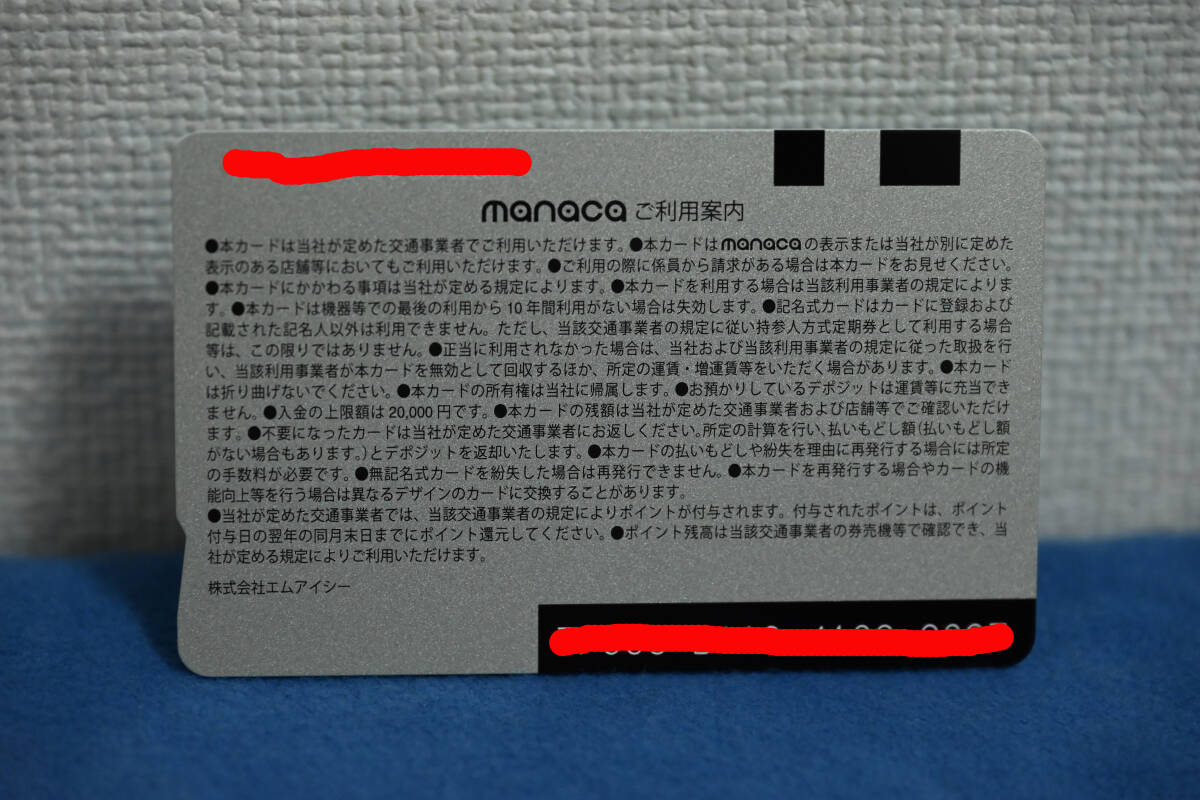 manaca ご利用案内
●本カードは当社が定めた交通事業者でご利用いただけます。●本カードはmanacaの表示または当社が別に定めた
表示のある店舗等においてもご利用いただけます。●ご利用の際に係員から請求がある場合は本カードをお見せください。
●本カードにかかわる事項は当社が定める規定によります。●本カードを利用する場合は当該利用事業者の規定によりま
す。●本カードは機器等での最後の利用から10年間利用がない場合は失効します。●記名式カードはカードに登録および
記載された記名人以外は利用できません。ただし、当該交通事業者の規定に従い持参人方式定期券として利用する場合
等は、この限りではありません。●正当に利用されなかった場合は、当社および当該利用事業者の規定に従った取扱を行
い、当該利用事業者が本カードを無効として回収するほか、所定の運賃・増運賃等をいただく場合があります。●本カード
は折り曲げないでください。●本カードの所有権は当社に帰属します。●お預かりしているデポジットは運賃等に充当でき
ません。●入金の上限額は20,000円です。●本カードの残額は当社が定めた交通事業者および店舗等でご確認いただけ
ます。●不要になったカードは当社が定めた交通事業者にお返しください。所定の計算を行い、払いもどし額(払いもどし額
がない場合もあります。)とデポジットを返却いたします。●本カードの払いもどしや紛失を理由に再発行する場合には所定
の手数料が必要です。●無記名式カードを紛失した場合は再発行できません。●本カードを再発行する場合やカードの機
能向上等を行う場合は異なるデザインのカードに交換することがあります。
●当社が定めた交通事業者では、当該交通事業者の規定によりポイントが付与されます。付与されたポイントは、ポイント
付与日の翌年の同月末日までにポイント還元してください。●ポイント残高は当該交通事業者の券売機等で確認でき、当
社が定める規定によりご利用いただけます。
株式会社エムアイシー